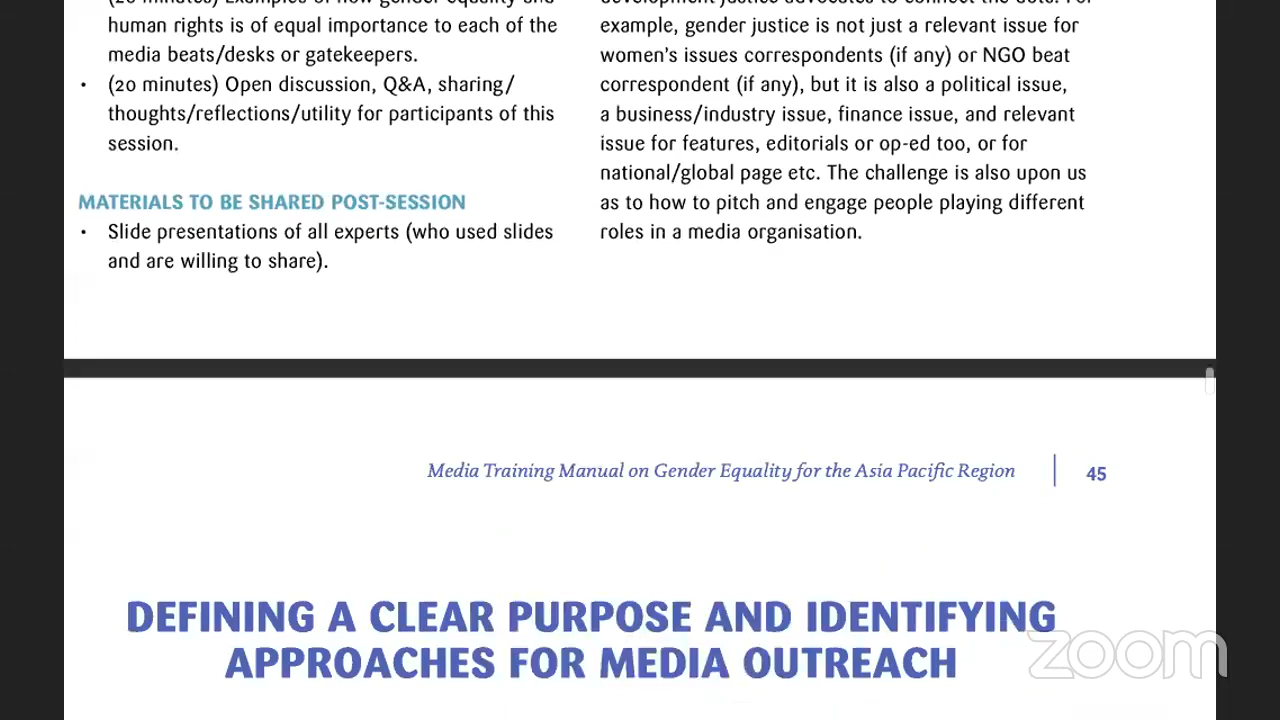 human rights is of equal importance to each of the
media beats/desks or gatekeepers.
• (20 minutes) Open discussion, Q&A, sharing/
thoughts/reflections/utility for participants of this
session.
MATERIALS TO BE SHARED POST-SESSION
• Slide presentations of all experts (who used slides
and are willing to share).
example, gender justice is not just a relevant issue for
women's issues correspondents (if any) or NGO beat
correspondent (if any), but it is also a political issue,
a business/industry issue, finance issue, and relevant
issue for features, editorials or op-ed too, or for
national/global page etc. The challenge is also upon us
as to how to pitch and engage people playing different
roles in a media organisation.
Media Training Manual on Gender Equality for the Asia Pacific Region
45
DEFINING A CLEAR PURPOSE AND IDENTIFYING
APPROACHES FOR MEDIA OUTREACH
zoom